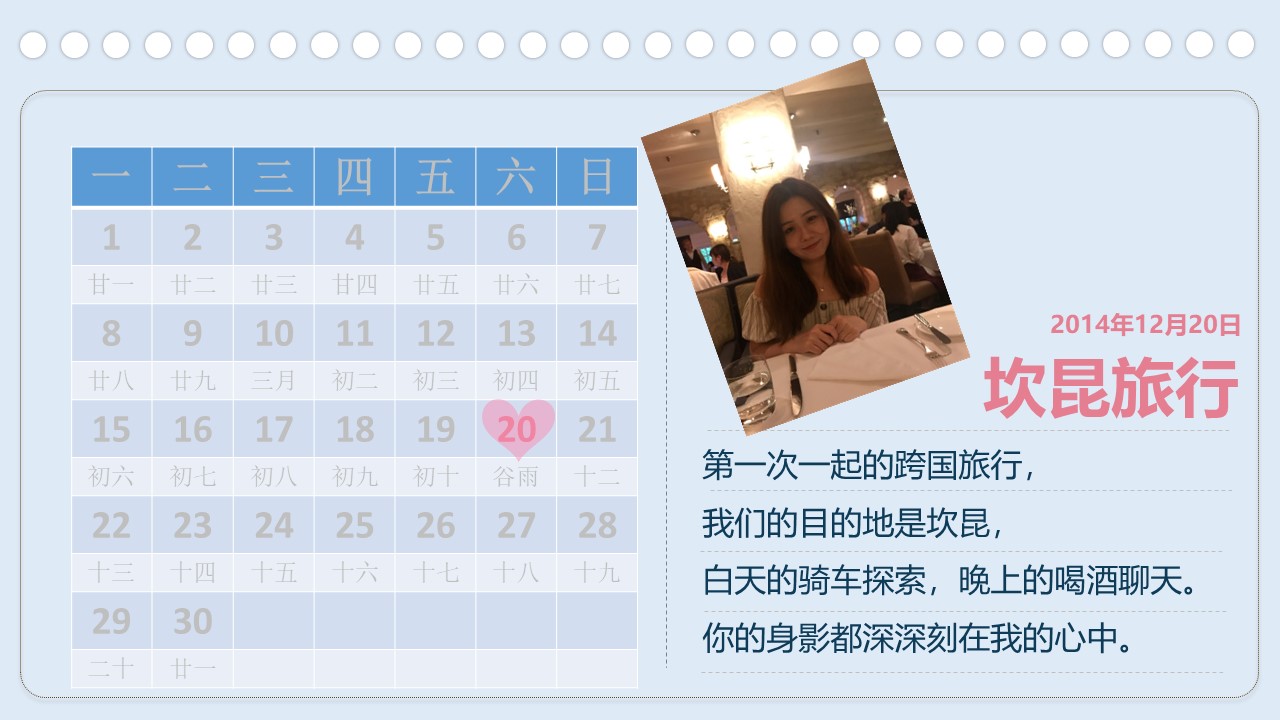 一 二 三 四 五 六 日
1 2 3 4 5 6 7
廿一 廿二 廿三 廿四 廿五 廿六 廿七
8 9 10 11 12 13 14
廿八 廿九 三月 初二 初三 初四 初五
15 16 17 18 19 20 21
初六 初七 初八 初九 初十 谷雨 十二
22 23 24 25 26 27 28
十三 十四 十五 十六 十七 十八 十九
29 30
二十 廿一
2014年12月20日
坎昆旅行
第一次一起的跨国旅行，
我们的目的地是坎昆，
白天的骑车探索，晚上的喝酒聊天。
你的身影都深深刻在我的心中。